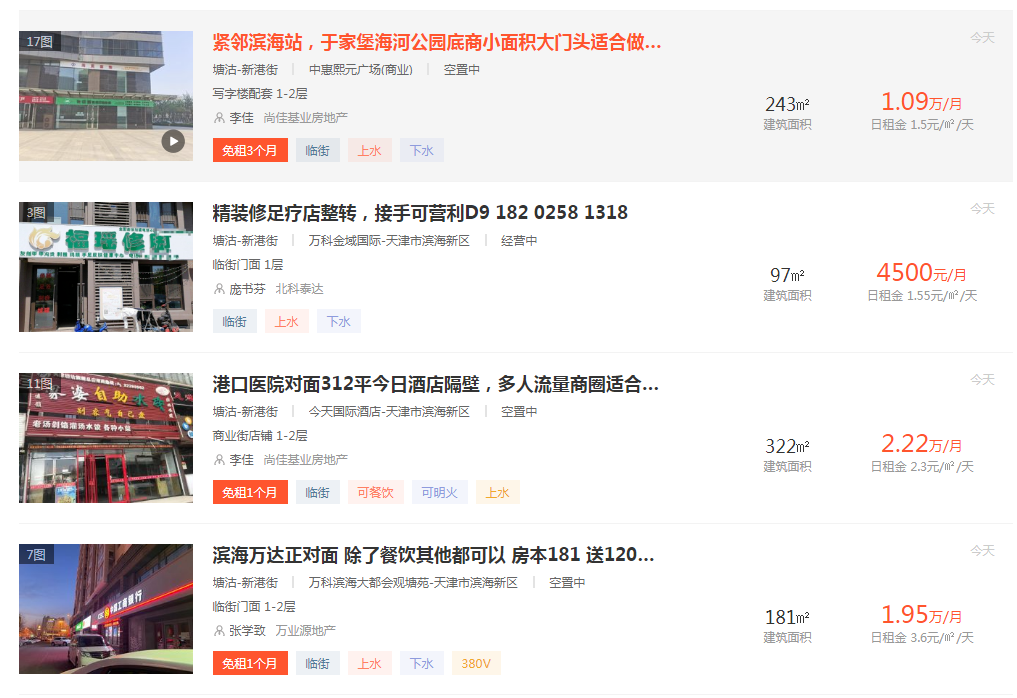 17图
紧邻滨海站，于家堡海河公园底商小面积大门头适合做...
今天
塘沽-新港街 中惠熙元广场(商业) 空置中
写字楼配套 1-2层
李佳 尚佳基业房地产
免租3个月 临街 上水 下水
243m² 1.09万/月
建筑面积 日租金 1.5元/㎡/天
3图
精装修足疗店整转，接手可营利D9 182 0258 1318
今天
塘沽-新港街 万科金域国际-天津市滨海新区 经营中
临街门面 1层
庞书芬 北科泰达
临街 上水 下水
97m² 4500元/月
建筑面积 日租金 1.55元/㎡/天
福瑶修脚
11图
港口医院对面312平今日酒店隔壁，多人流量商圈适合...
今天
塘沽-新港街 今天国际酒店-天津市滨海新区 空置中
商业街店铺 1-2层
李佳 尚佳基业房地产
免租1个月 临街 可餐饮 可明火 上水
322m² 2.22万/月
建筑面积 日租金 2.3元/㎡/天
自助
7图
滨海万达正对面 除了餐饮其他都可以 房本181 送120...
今天
塘沽-新港街 万科滨海大都会观塘苑-天津市滨海新区 空置中
临街门面 1-2层
张学致 万业源地产
免租1个月 临街 上水 下水 380V
181m² 1.95万/月
建筑面积 日租金 3.6元/㎡/天